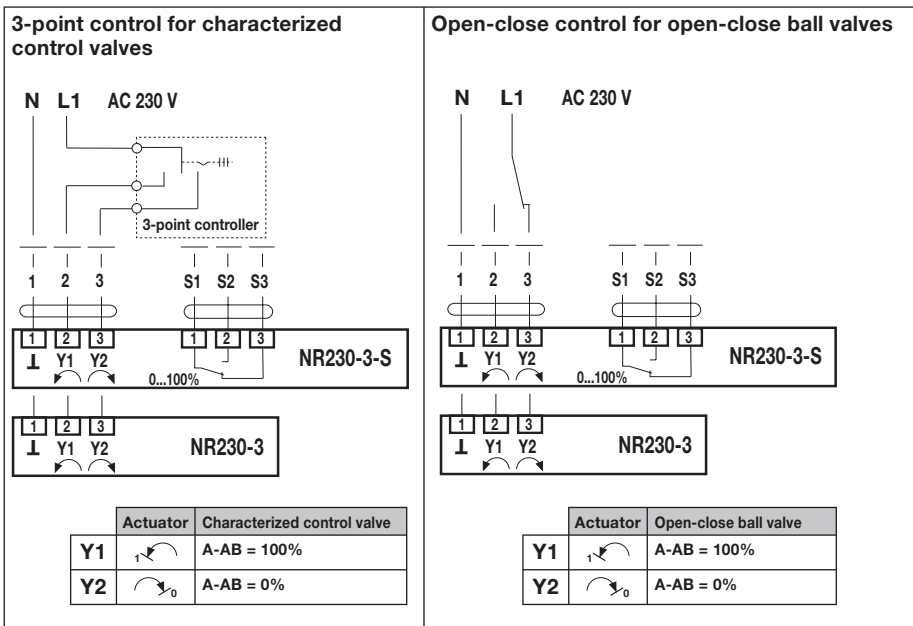 3-point control for characterized
control valves
N L1 AC 230 V
3-point controller
1 2 3 S1 S2 S3
1 2 3 1 2 3
Y1 Y2 NR230-3-S
0...100%
1 2 3
Y1 Y2 NR230-3
Actuator Characterized control valve
Y1 1 A-AB = 100%
Y2 0 A-AB = 0%
Open-close control for open-close ball valves
N L1 AC 230 V
1 2 3 S1 S2 S3
1 2 3 1 2 3
Y1 Y2 NR230-3-S
0...100%
1 2 3
Y1 Y2 NR230-3
Actuator Open-close ball valve
Y1 1 A-AB = 100%
Y2 0 A-AB = 0%